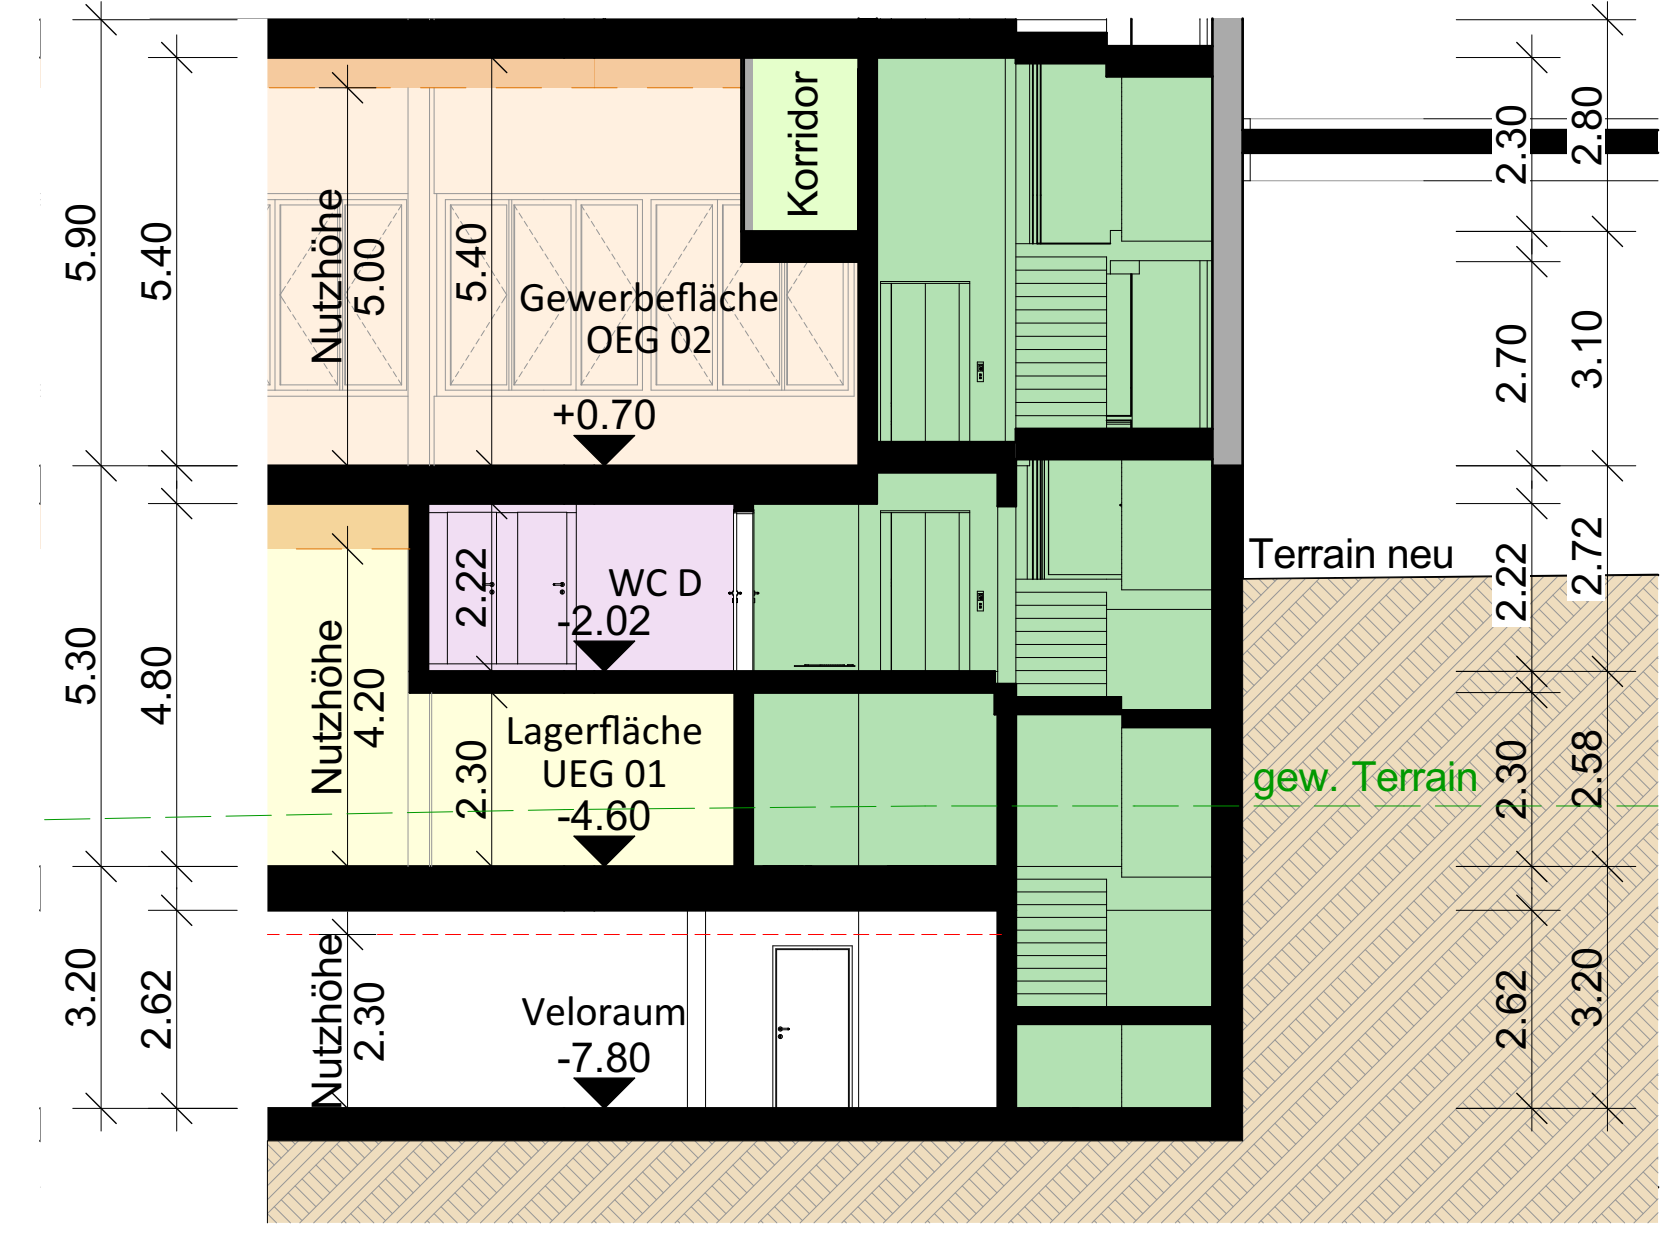 5.90
5.40
5.30
4.80
3.20
2.62
Nutzhöhe
5.00
5.40
Korridor
Gewerbefläche
OEG 02
+0.70
Nutzhöhe
4.20
2.22
WC D
-2.02
2.30
Lagerfläche
UEG 01
-4.60
Nutzhöhe
2.30
Veloraum
-7.80
Terrain neu
gew. Terrain
2.30
2.80
2.70
3.10
2.22
2.72
2.30
2.58
2.62
3.20